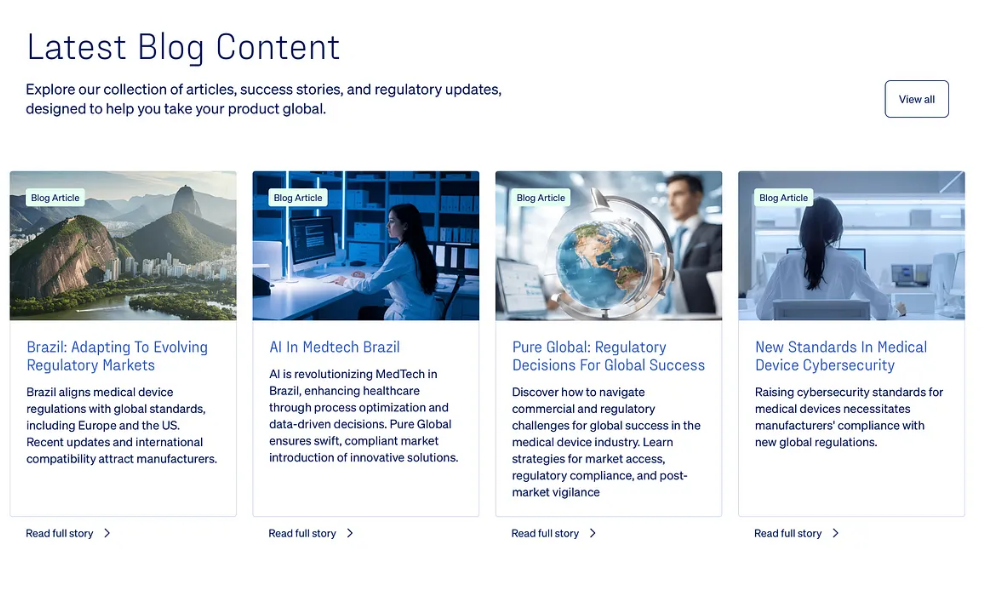 Latest Blog Content
Explore our collection of articles, success stories, and regulatory updates,
designed to help you take your product global.
View all
Blog Article
Brazil: Adapting To Evolving
Regulatory Markets
Brazil aligns medical device
regulations with global standards,
including Europe and the US.
Recent updates and international
compatibility attract manufacturers.
Read full story
Blog Article
AI In Medtech Brazil
AI is revolutionizing MedTech in
Brazil, enhancing healthcare
through process optimization and
data-driven decisions. Pure Global
ensures swift, compliant market
introduction of innovative solutions.
Read full story
Blog Article
Pure Global: Regulatory
Decisions For Global Success
Discover how to navigate
commercial and regulatory
challenges for global success in the
medical device industry. Learn
strategies for market access,
regulatory compliance, and post-
market vigilance
Read full story
Blog Article
New Standards In Medical
Device Cybersecurity
Raising cybersecurity standards for
medical devices necessitates
manufacturers' compliance with
new global regulations.
Read full story